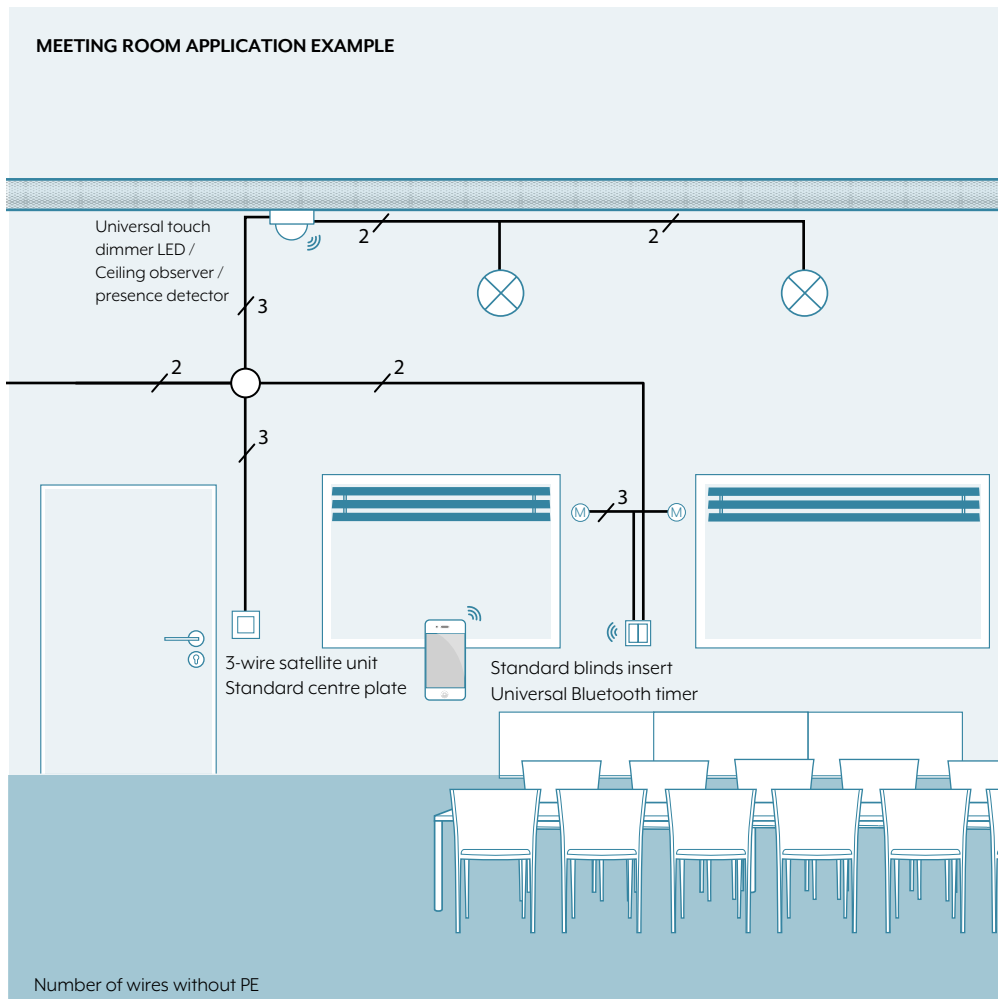 MEETING ROOM APPLICATION EXAMPLE
Universal touch
dimmer LED /
Ceiling observer /
presence detector
2
2
3
2
2
3
3
M
M
3-wire satellite unit
Standard centre plate
Standard blinds insert
Universal Bluetooth timer
Number of wires without PE